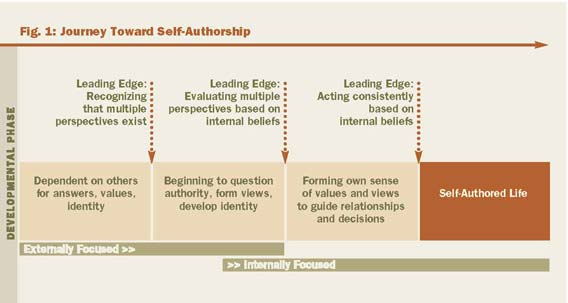 Fig. 1: Journey Toward Self-Authorship
DEVELOPMENTAL PHASE
Leading Edge:
Recognizing
that multiple
perspectives exist
Leading Edge:
Evaluating multiple
perspectives based on
internal beliefs
Leading Edge:
Acting consistently
based on
internal beliefs
Dependent on others
for answers, values,
identity
Beginning to question
authority, form views,
develop identity
Forming own sense
of values and views
to guide relationships
and decisions
Self-Authored Life
Externally Focused >>
>> Internally Focused